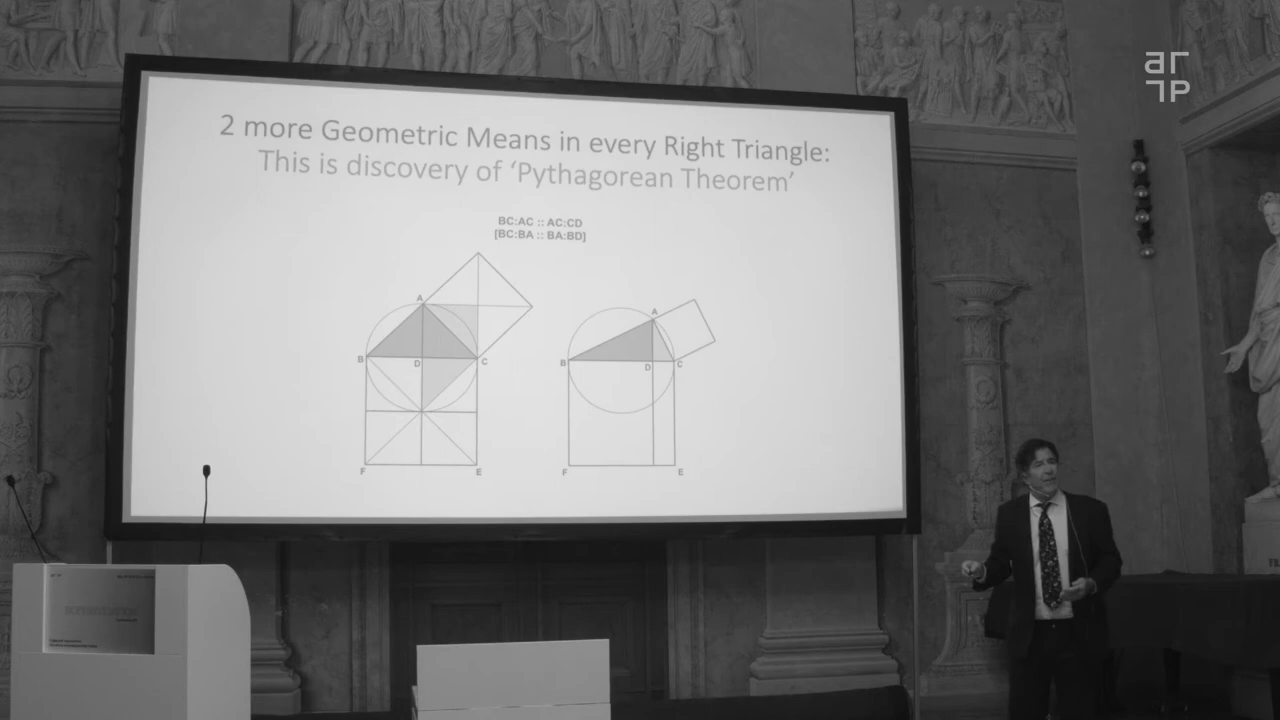 2 more Geometric Means in every Right Triangle:
This is discovery of ‘Pythagorean Theorem’
BC:AC :: AC:CD
[BC:BA :: BA:BD]
A
B
D
C
F
E
A
B
D
C
F
E